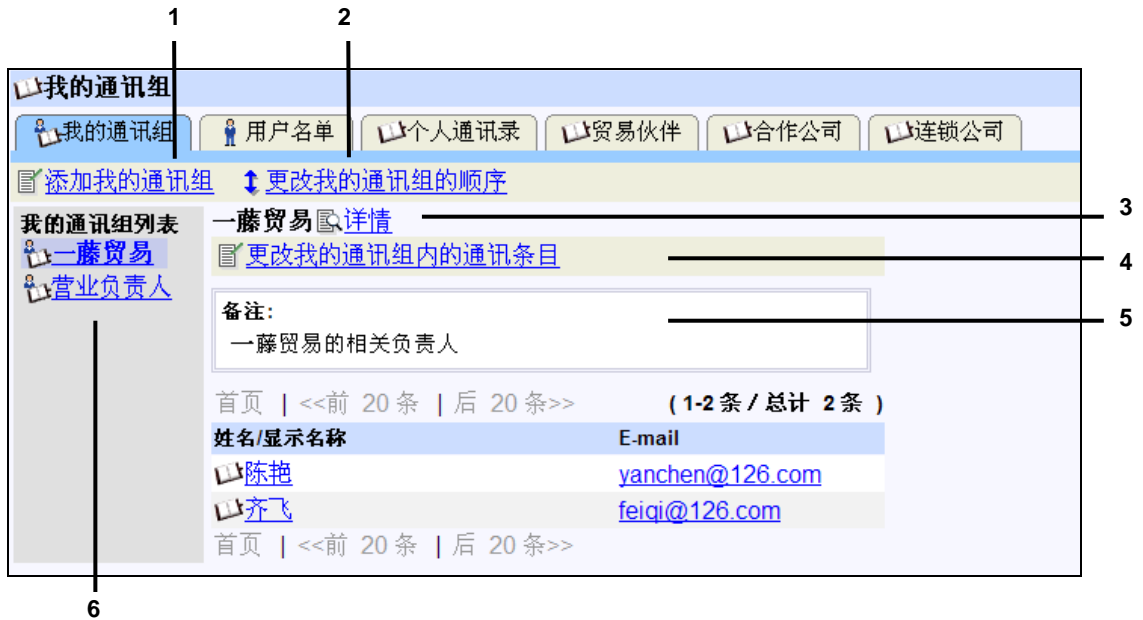 1 2
我的通讯组
我的通讯组 用户名单 个人通讯录 贸易伙伴 合作公司 连锁公司
添加我的通讯组 更改我的通讯组的顺序
我的通讯组列表
一藤贸易
营业负责人
一藤贸易 详情
3
更改我的通讯组内的通讯条目
4
备注:
一藤贸易的相关负责人
5
首页 | <<前 20 条 | 后 20 条>> ( 1-2 条 / 总计 2 条 )
姓名/显示名称 E-mail
陈艳 yanchen@126.com
齐飞 feiqi@126.com
首页 | <<前 20 条 | 后 20 条>>
6